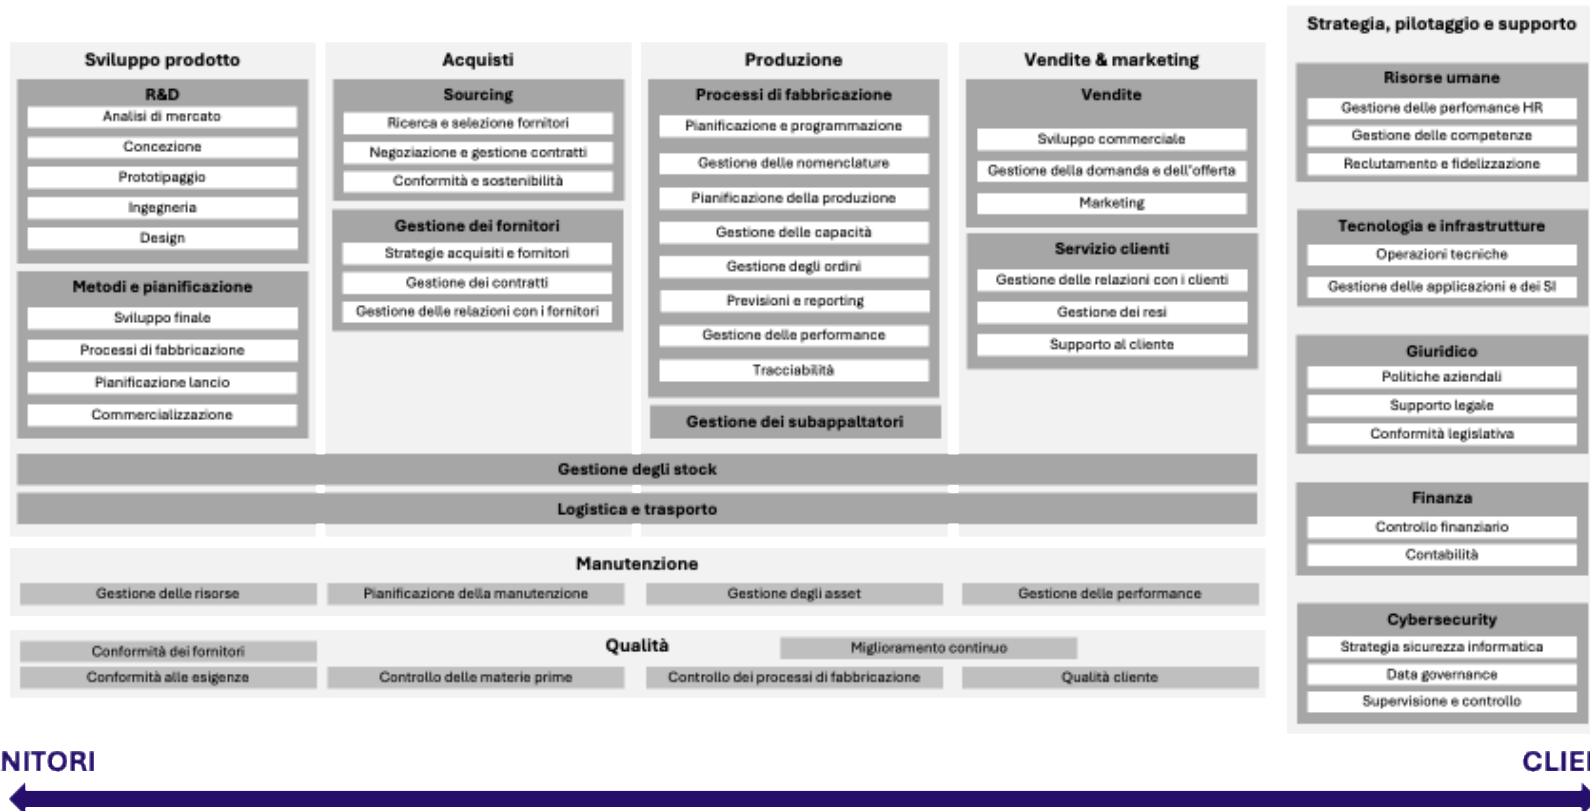 Sviluppo prodotto
R&D
Analisi di mercato
Concezione
Prototipaggio
Ingegneria
Design
Metodi e pianificazione
Sviluppo finale
Processi di fabbricazione
Pianificazione lancio
Commercializzazione
Acquisti
Sourcing
Ricerca e selezione fornitori
Negoziazione e gestione contratti
Conformità e sostenibilità
Gestione dei fornitori
Strategie acquisiti e fornitori
Gestione dei contratti
Gestione delle relazioni con i fornitori
Produzione
Processi di fabbricazione
Pianificazione e programmazione
Gestione delle nomenclature
Pianificazione della produzione
Gestione delle capacità
Gestione degli ordini
Previsioni e reporting
Gestione delle performance
Tracciabilità
Gestione dei subappaltatori
Vendite & marketing
Vendite
Sviluppo commerciale
Gestione della domanda e dell'offerta
Marketing
Servizio clienti
Gestione delle relazioni con i clienti
Gestione dei resi
Supporto al cliente
Gestione degli stock
Logistica e trasporto
Manutenzione
Gestione delle risorse
Pianificazione della manutenzione
Gestione degli asset
Gestione delle performance
Qualità
Conformità dei fornitori
Miglioramento continuo
Conformità alle esigenze
Controllo delle materie prime
Controllo dei processi di fabbricazione
Qualità cliente
Strategia, pilotaggio e supporto
Risorse umane
Gestione delle perfomance HR
Gestione delle competenze
Reclutamento e fidelizzazione
Tecnologia e infrastrutture
Operazioni tecniche
Gestione delle applicazioni e dei SI
Giuridico
Politiche aziendali
Supporto legale
Conformità legislativa
Finanza
Controllo finanziario
Contabilità
Cybersecurity
Strategia sicurezza informatica
Data governance
Supervisione e controllo
NITORI
CLIE